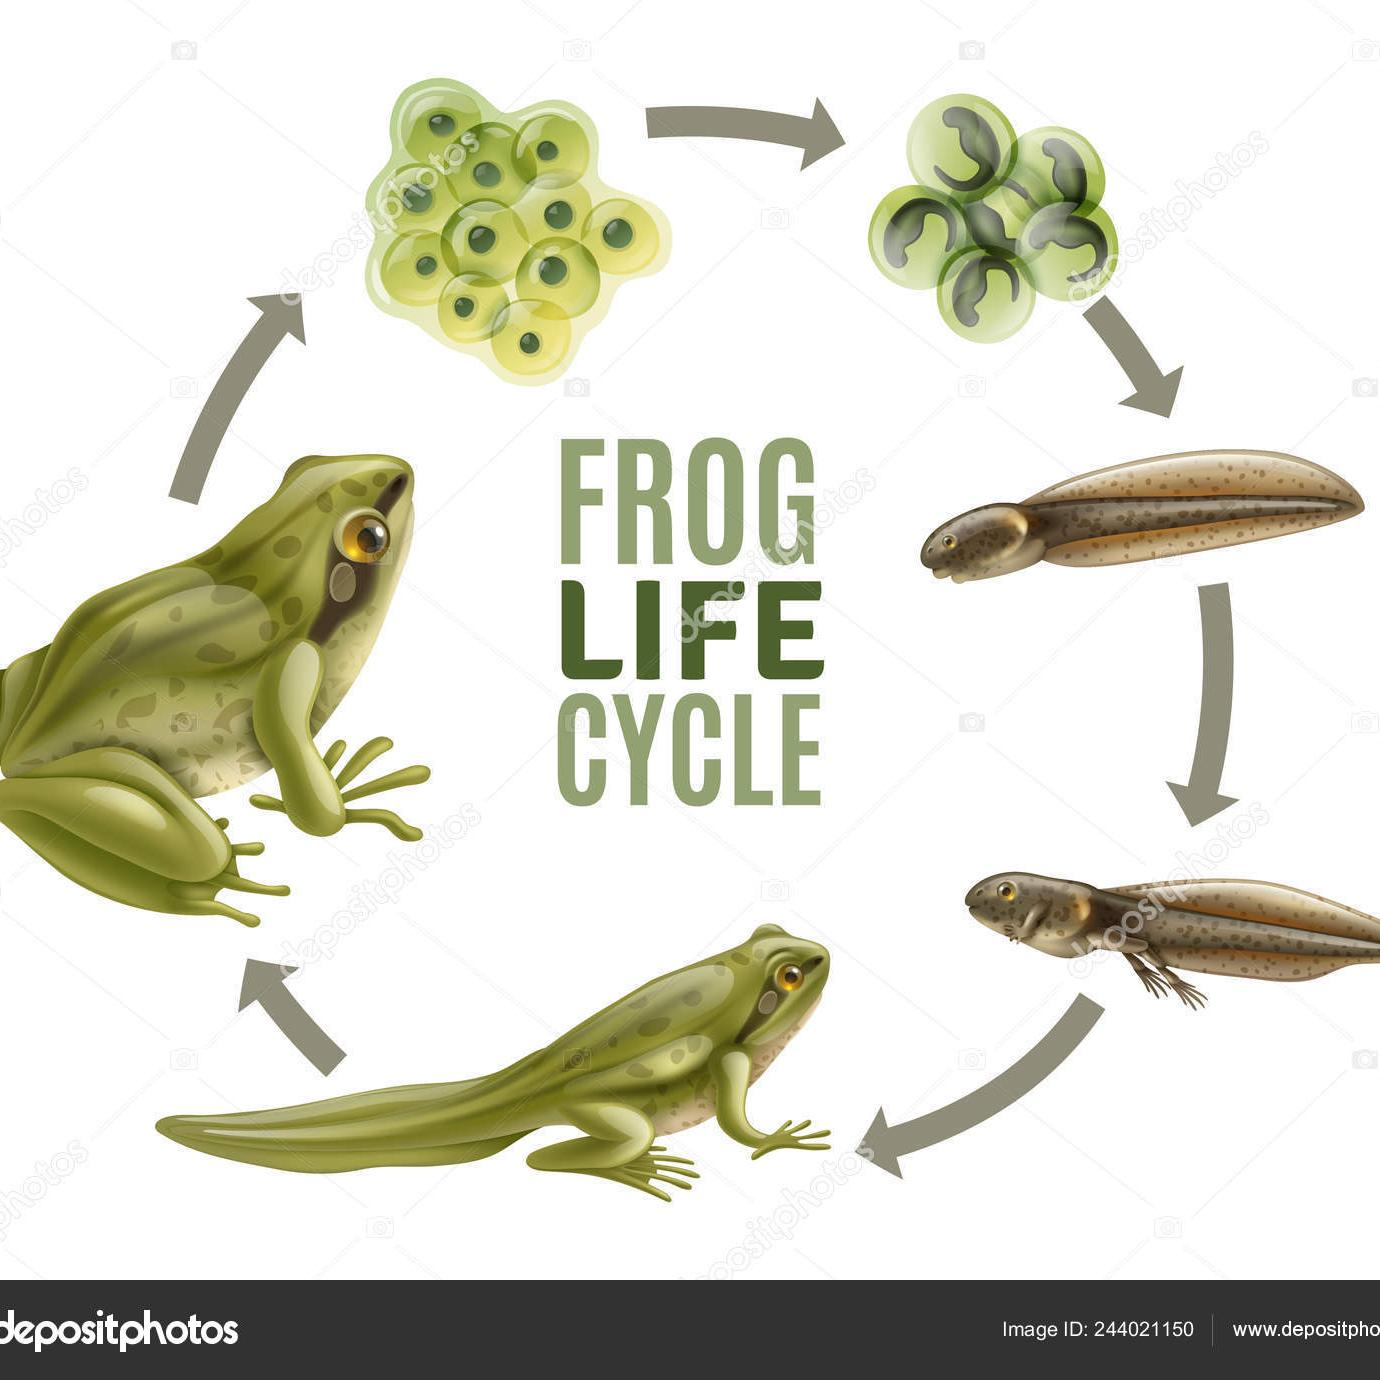 FROG
LIFE
CYCLE
depositphotos
Image ID: 244021150
www.depositpho